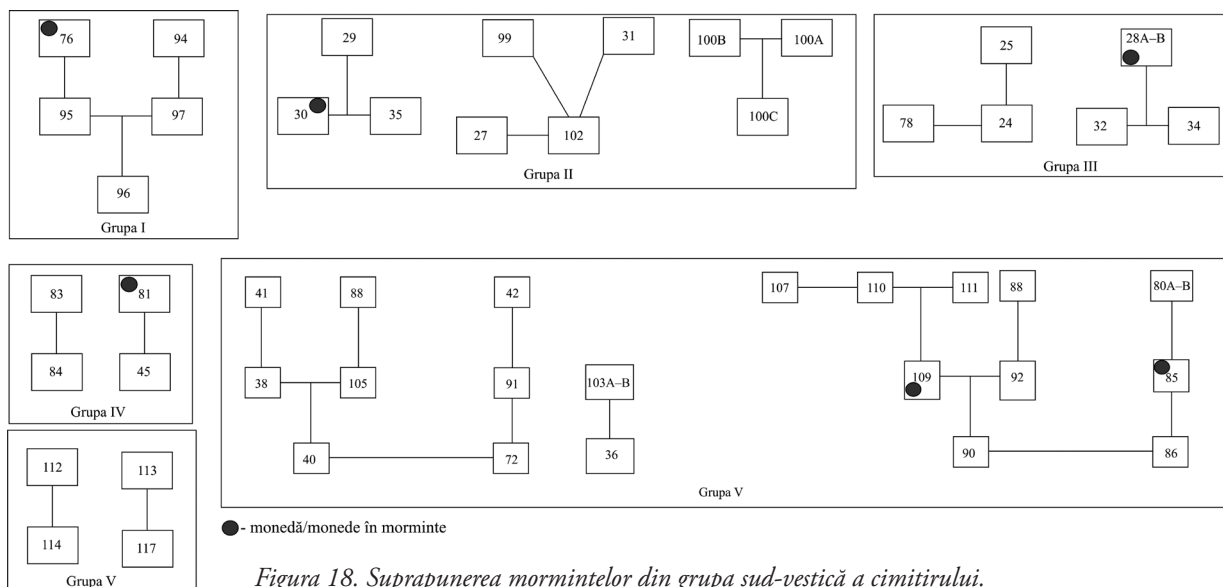 76 94
95 97
96
Grupa I
29 99 31 100B 100A
30 35 100C
27 102
Grupa II
25 28A–B
78 24 32 34
Grupa III
83 81
84 45
Grupa IV
112 113
114 117
Grupa V
41 88 42 107 110 111 88 80A–B
38 105 91 103A–B 109 92 85
40 72 36 90 86
Grupa V
- monedă/monede în morminte
Figura 18. Suprapunerea mormintelor din grupa sud-vestică a cimitirului.